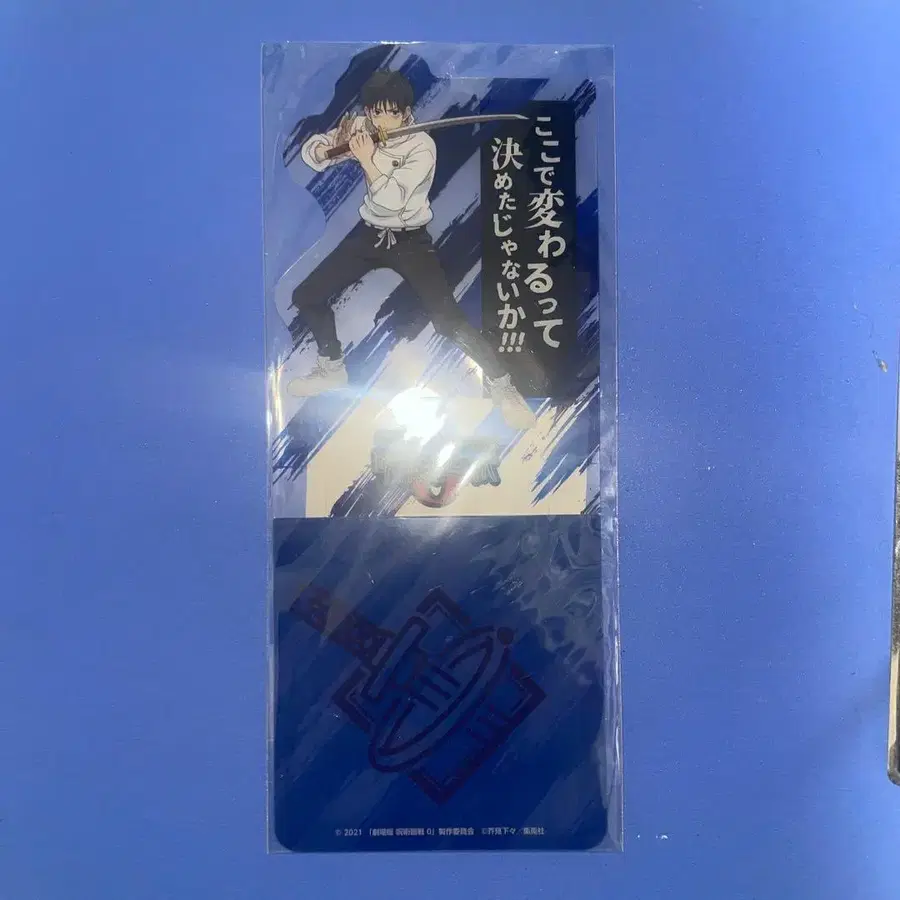 ここで変わるって
決めたじゃないか!!!
© 2021 「劇場版 呪術廻戦 0」製作委員会 ©芥見下々／集英社